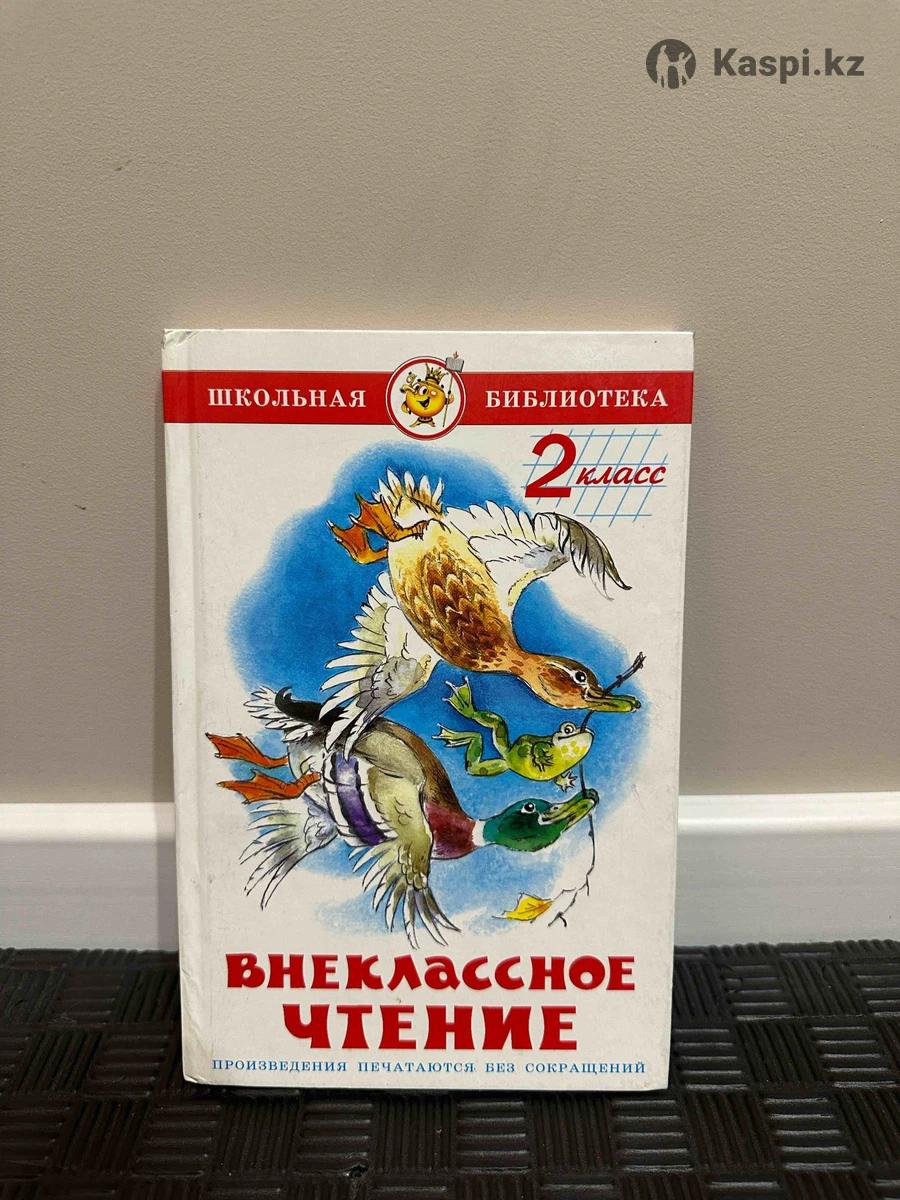 Kaspi.kz
ШКОЛЬНАЯ БИБЛИОТЕКА
2 класс
ВНЕКЛАССНОЕ
ЧТЕНИЕ
ПРОИЗВЕДЕНИЯ ПЕЧАТАЮТСЯ БЕЗ СОКРАЩЕНИЙ